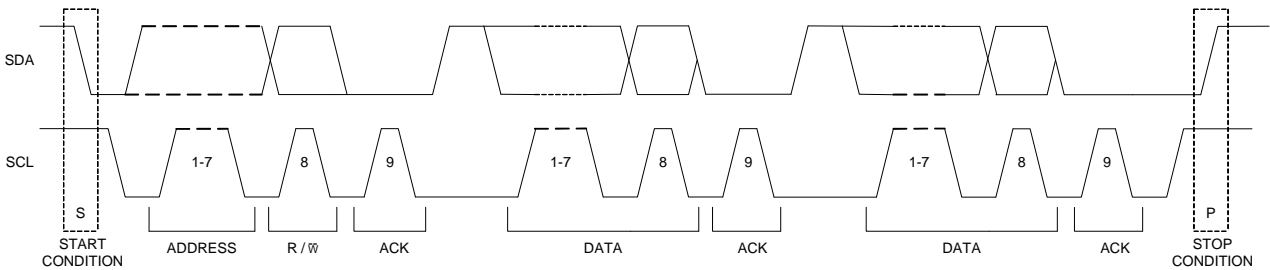 SDA
SCL
1-7
8
9
1-7
8
9
1-7
8
9
S
P
START
CONDITION
ADDRESS
R / W
ACK
DATA
ACK
DATA
ACK
STOP
CONDITION